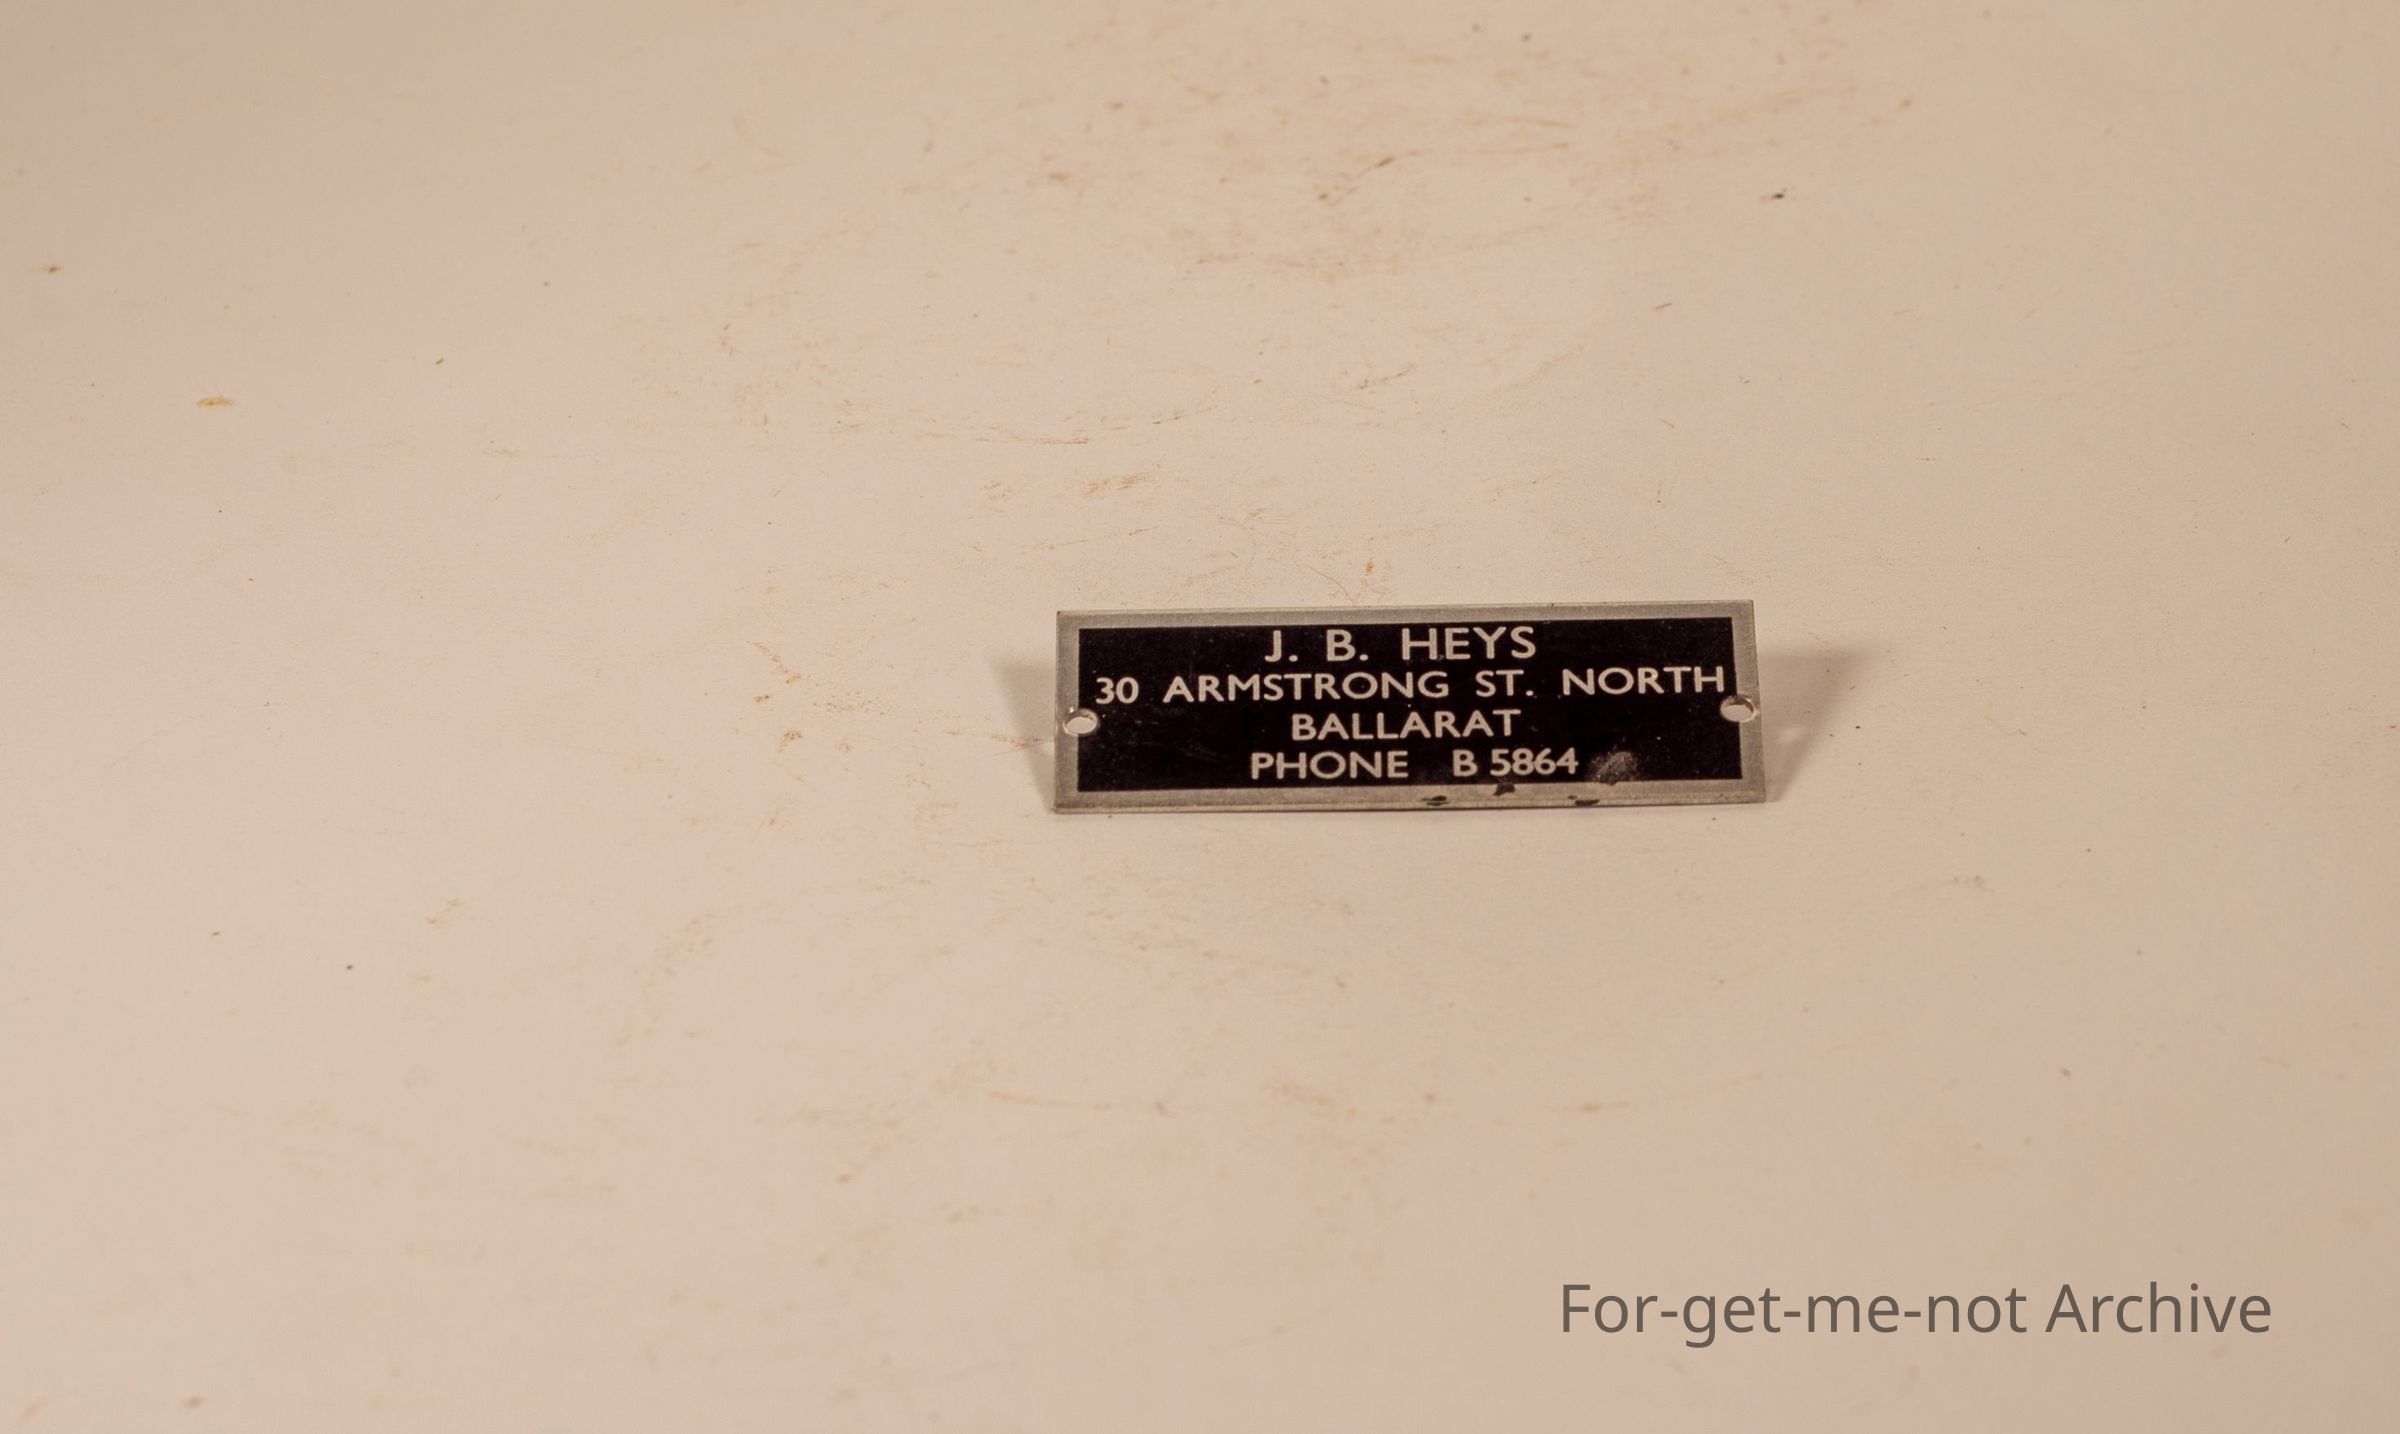 J. B. HEYS
30 ARMSTRONG ST. NORTH
BALLARAT
PHONE B 5864
For-get-me-not Archive